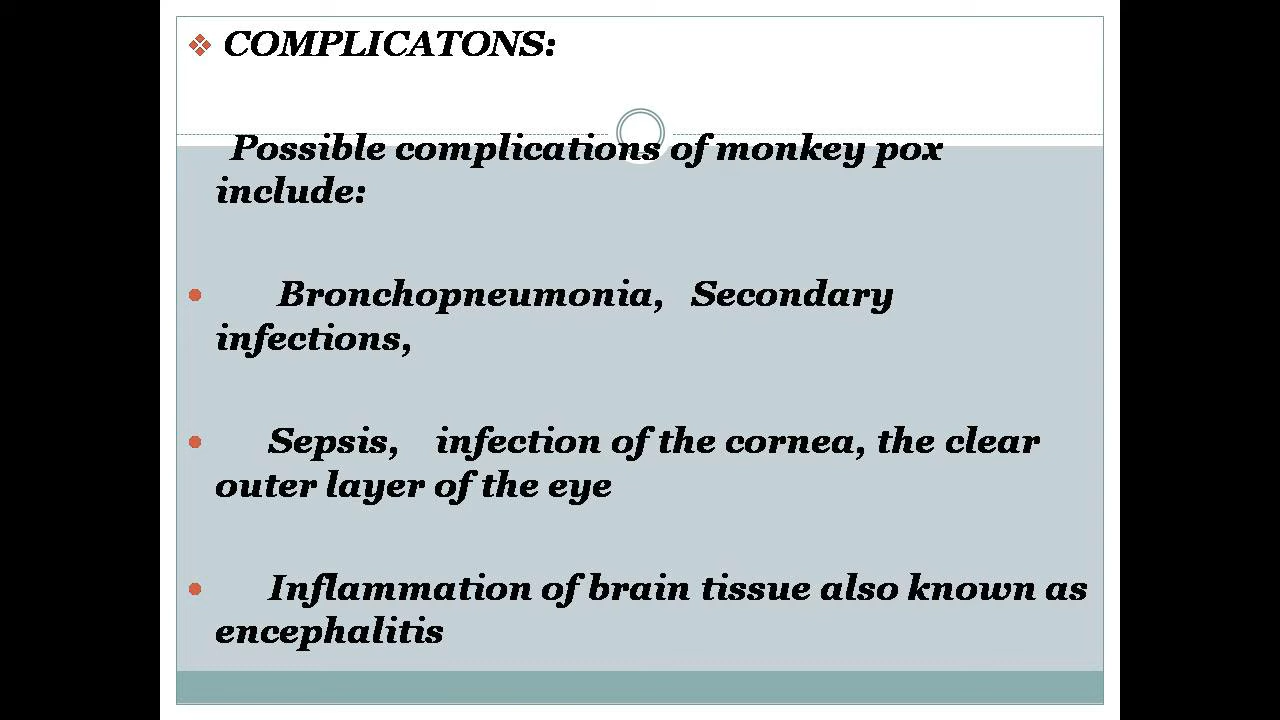 COMPLICATONS:
Possible complications of monkey pox
include:
Bronchopneumonia, Secondary
infections,
Sepsis, infection of the cornea, the clear
outer layer of the eye
Inflammation of brain tissue also known as
encephalitis